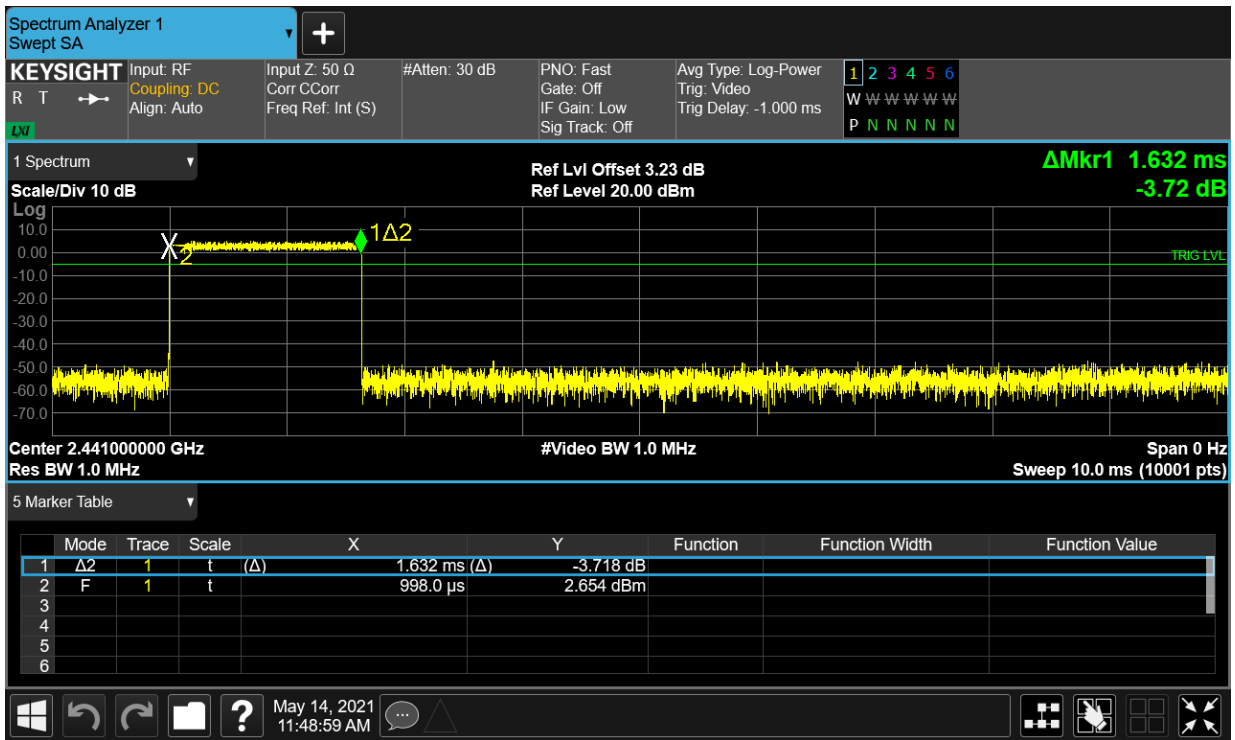 Spectrum Analyzer 1
Swept SA
KEYSIGHT
R T
LXI
Input: RF
Coupling: DC
Align: Auto
Input Z: 50 Ω
Corr CCorr
Freq Ref: Int (S)
#Atten: 30 dB
PNO: Fast
Gate: Off
IF Gain: Low
Sig Track: Off
Avg Type: Log-Power
Trig: Video
Trig Delay: -1.000 ms
1 2 3 4 5 6
W W W W W W
P N N N N N
1 Spectrum
Scale/Div 10 dB
Ref Lvl Offset 3.23 dB
Ref Level 20.00 dBm
ΔMkr1 1.632 ms
-3.72 dB
Log
10.0
0.00
-10.0
-20.0
-30.0
-40.0
-50.0
-60.0
-70.0
2
1Δ2
TRIG LVL
Center 2.441000000 GHz
Res BW 1.0 MHz
#Video BW 1.0 MHz
Span 0 Hz
Sweep 10.0 ms (10001 pts)
5 Marker Table
Mode Trace Scale X Y Function Function Width Function Value
1 Δ2 1 t (Δ) 1.632 ms (Δ) -3.718 dB
2 F 1 t 998.0 µs 2.654 dBm
3
4
5
6
?
May 14, 2021
11:48:59 AM